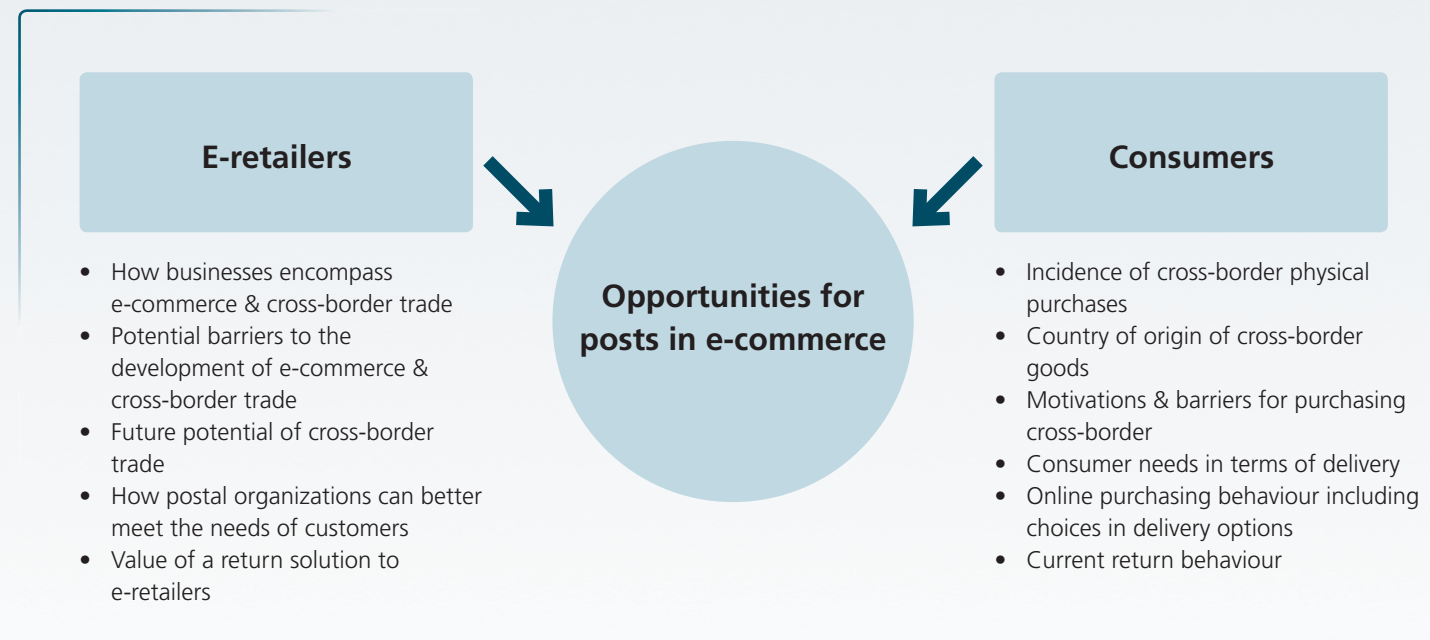 E-retailers
• How businesses encompass
e-commerce & cross-border trade
• Potential barriers to the
development of e-commerce &
cross-border trade
• Future potential of cross-border
trade
• How postal organizations can better
meet the needs of customers
• Value of a return solution to
e-retailers
Opportunities for
posts in e-commerce
Consumers
• Incidence of cross-border physical
purchases
• Country of origin of cross-border
goods
• Motivations & barriers for purchasing
cross-border
• Consumer needs in terms of delivery
• Online purchasing behaviour including
choices in delivery options
• Current return behaviour